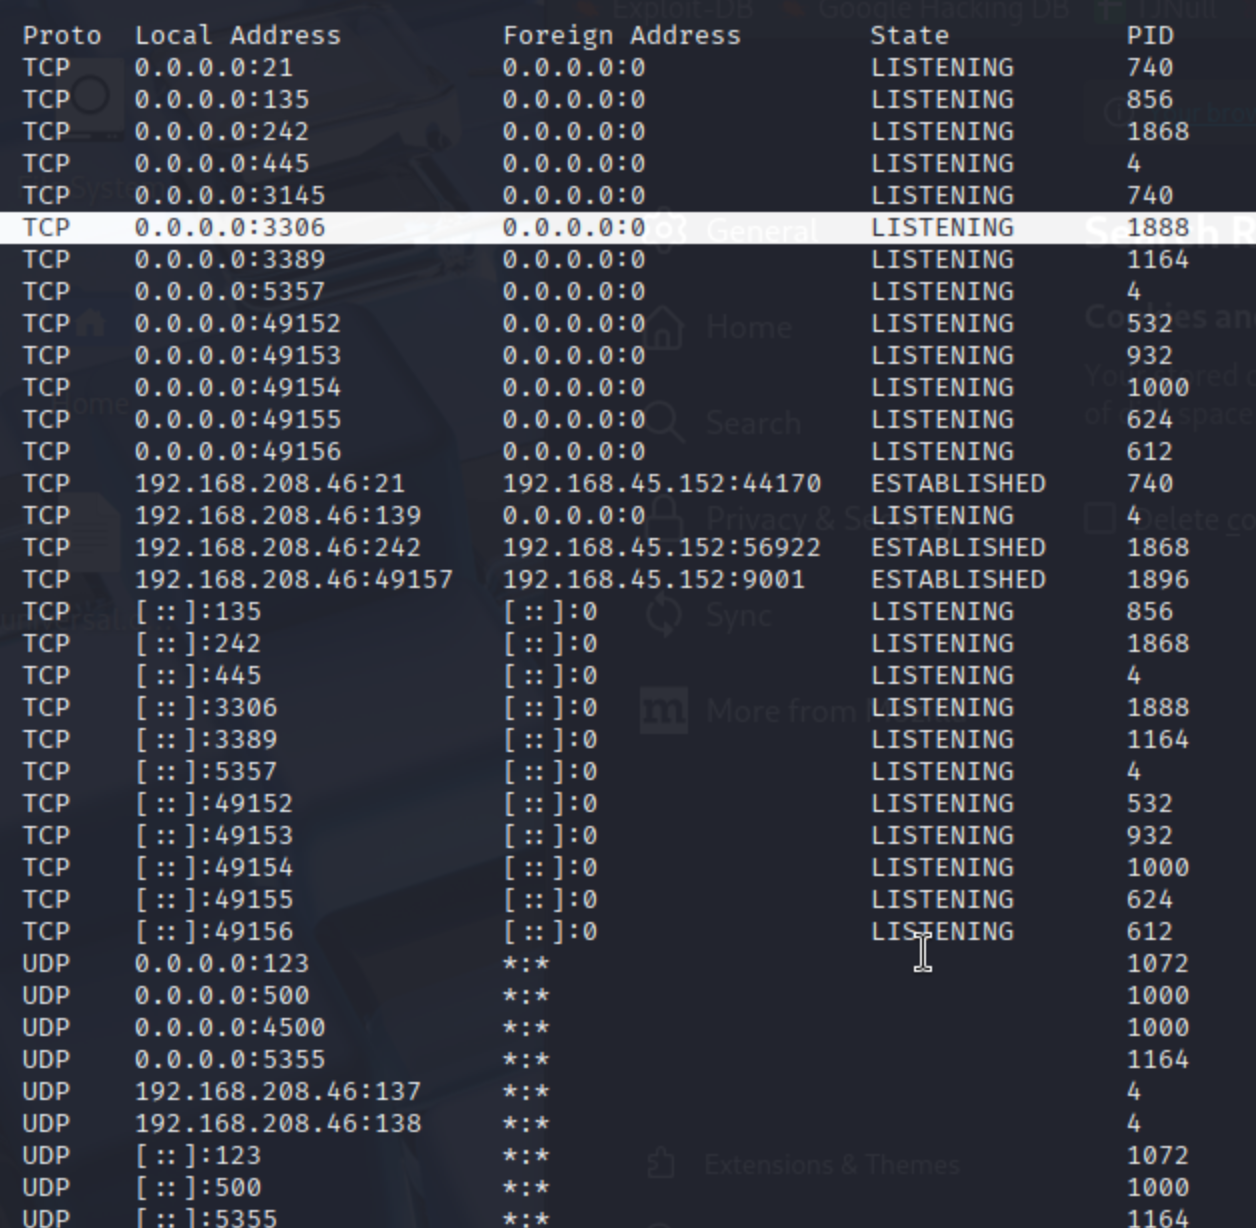 Exploit-DB Google Hacking DB
Proto Local Address Foreign Address State PID
TCP 0.0.0.0:21 0.0.0.0:0 LISTENING 740
TCP 0.0.0.0:135 0.0.0.0:0 LISTENING 856
TCP 0.0.0.0:242 0.0.0.0:0 LISTENING 1868
TCP 0.0.0.0:445 0.0.0.0:0 LISTENING 4
TCP 0.0.0.0:3145 0.0.0.0:0 LISTENING 740
TCP 0.0.0.0:3306 0.0.0.0:0 General LISTENING 1888
TCP 0.0.0.0:3389 0.0.0.0:0 LISTENING 1164
TCP 0.0.0.0:5357 0.0.0.0:0 LISTENING 4
TCP 0.0.0.0:49152 0.0.0.0:0 Home LISTENING 532
TCP 0.0.0.0:49153 0.0.0.0:0 LISTENING 932
TCP 0.0.0.0:49154 0.0.0.0:0 LISTENING 1000
Home
TCP 0.0.0.0:49155 0.0.0.0:0 Search LISTENING 624
TCP 0.0.0.0:49156 0.0.0.0:0 LISTENING 612
TCP 192.168.208.46:21 192.168.45.152:44170 ESTABLISHED 740
TCP 192.168.208.46:139 0.0.0.0:0 Privacy & LISTENING 4 Delete
TCP 192.168.208.46:242 192.168.45.152:56922 ESTABLISHED 1868
TCP 192.168.208.46:49157 192.168.45.152:9001 ESTABLISHED 1896
TCP [::]:135 [::]:0 Sync LISTENING 856
TCP [::]:242 [::]:0 LISTENING 1868
TCP [::]:445 [::]:0 LISTENING 4
TCP [::]:3306 [::]:0 More from LISTENING 1888
TCP [::]:3389 [::]:0 LISTENING 1164
TCP [::]:5357 [::]:0 LISTENING 4
TCP [::]:49152 [::]:0 LISTENING 532
TCP [::]:49153 [::]:0 LISTENING 932
TCP [::]:49154 [::]:0 LISTENING 1000
TCP [::]:49155 [::]:0 LISTENING 624
TCP [::]:49156 [::]:0 LISTENING 612
UDP 0.0.0.0:123 *:* 1072
UDP 0.0.0.0:500 *:* 1000
UDP 0.0.0.0:4500 *:* 1000
UDP 0.0.0.0:5355 *:* 1164
UDP 192.168.208.46:137 *:* 4
UDP 192.168.208.46:138 *:* 4
UDP [::]:123 *:* Extensions & Themes 1072
UDP [::]:500 *:* 1000
UDP [::]:5355 *:* 1164